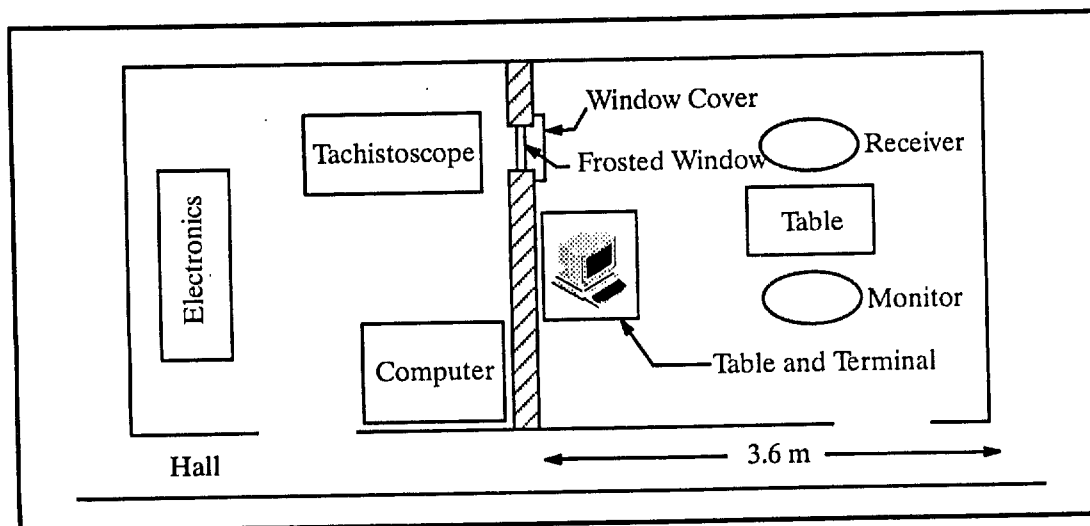 Window Cover
Tachistoscope
Frosted Window
Receiver
Electronics
Table
Monitor
Computer
Table and Terminal
Hall
3.6 m